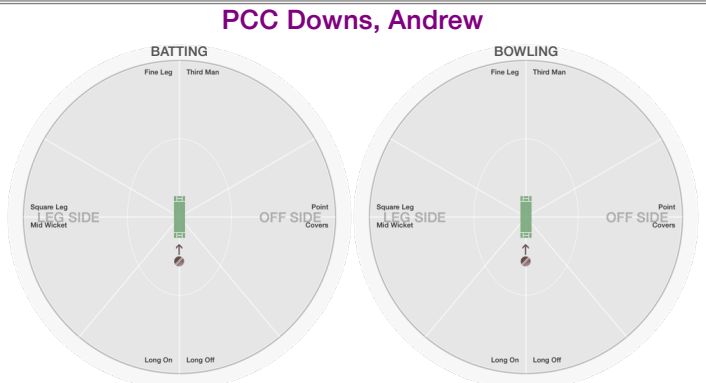 PCC Downs, Andrew
BATTING
Fine Leg
Third Man
Square Leg
Point
LEG SIDE
OFF SIDE
Mid Wicket
Covers
Long On
Long Off
BOWLING
Fine Leg
Third Man
Square Leg
Point
LEG SIDE
OFF SIDE
Mid Wicket
Covers
Long On
Long Off